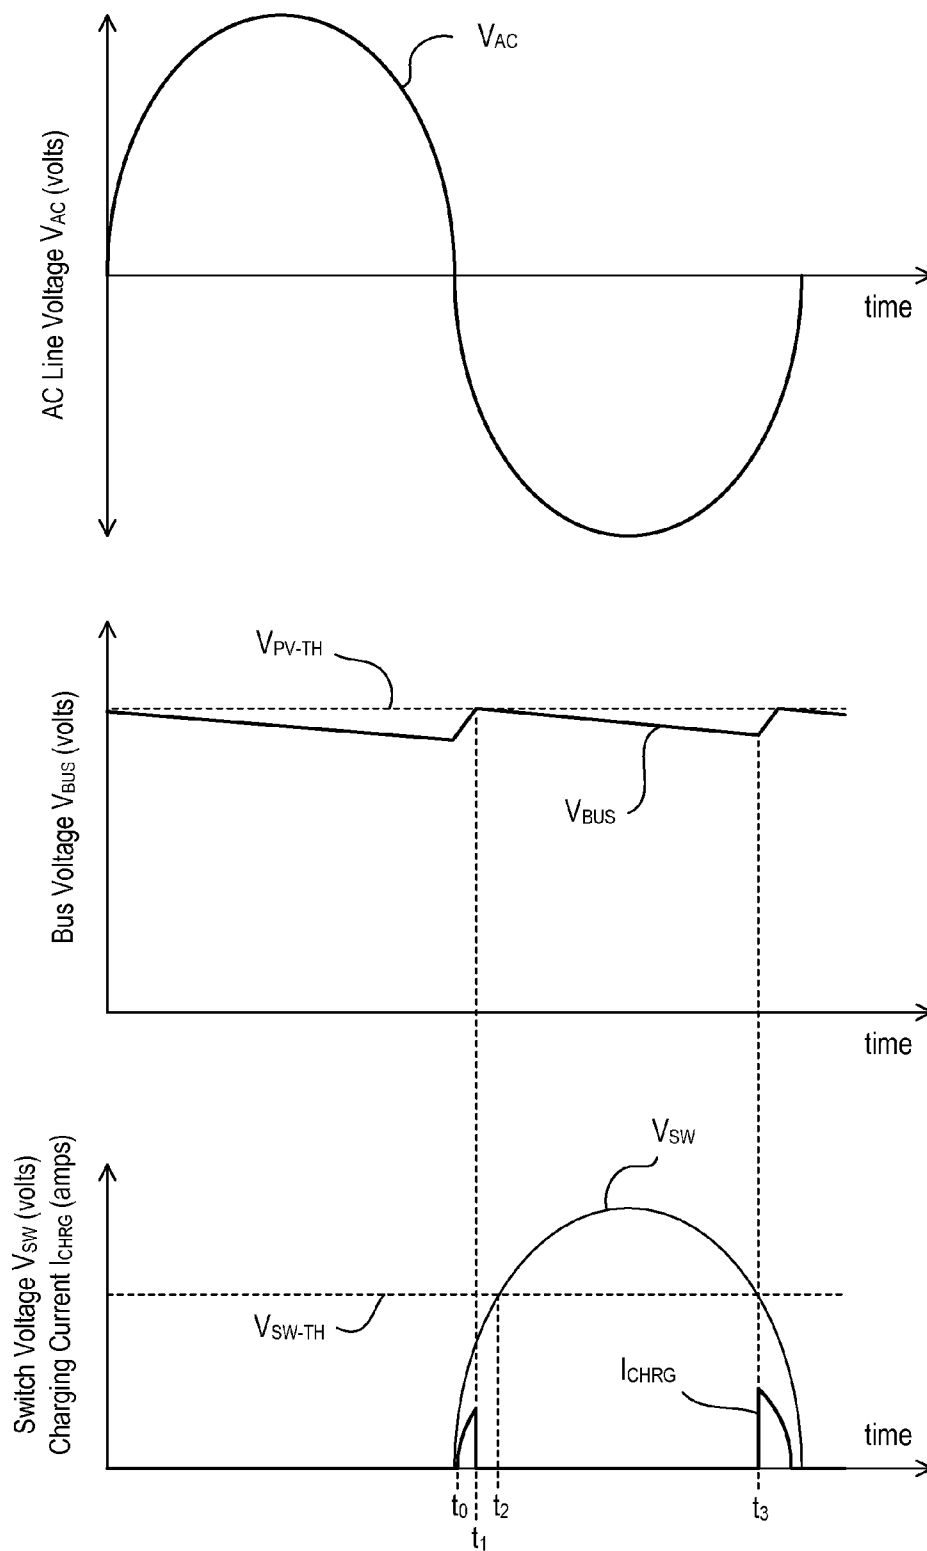 AC Line Voltage VAC (volts)
VAC
time
Bus Voltage VBUS (volts)
VPV-TH
VBUS
time
Switch Voltage VSW (volts)
Charging Current ICHRG (amps)
VSW
VSW-TH
ICHRG
time
t0
t1
t2
t3